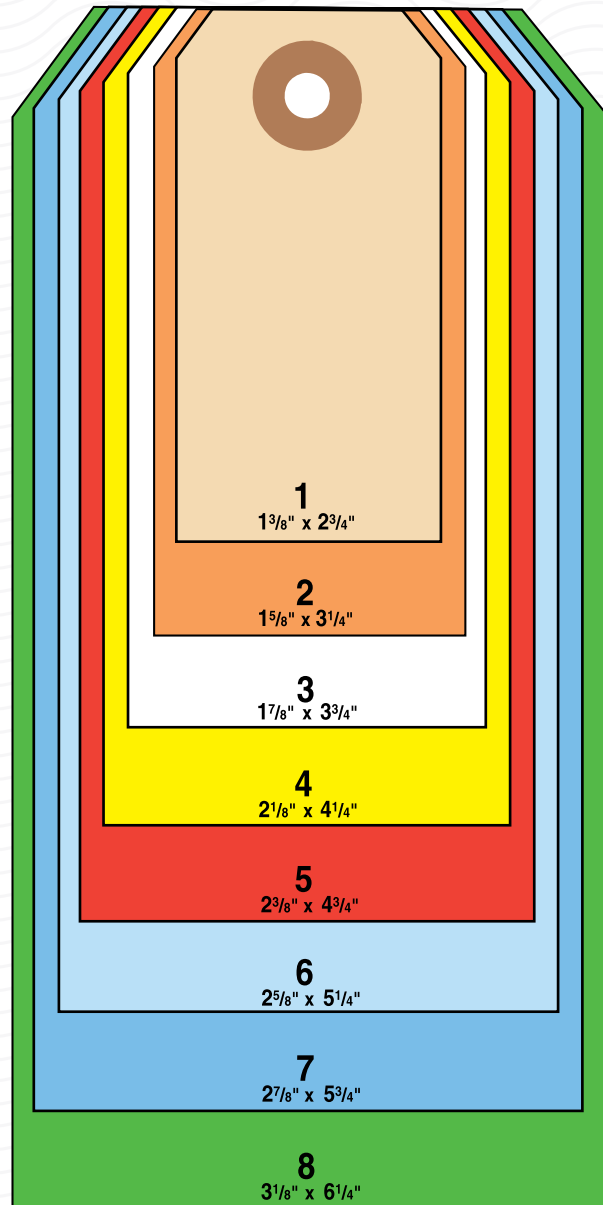 1
1³/₈" x 2³/₄"
2
1⁵/₈" x 3¹/₄"
3
1⁷/₈" x 3³/₄"
4
2¹/₈" x 4¹/₄"
5
2³/₈" x 4³/₄"
6
2⁵/₈" x 5¹/₄"
7
2⁷/₈" x 5³/₄"
8
3¹/₈" x 6¹/₄"